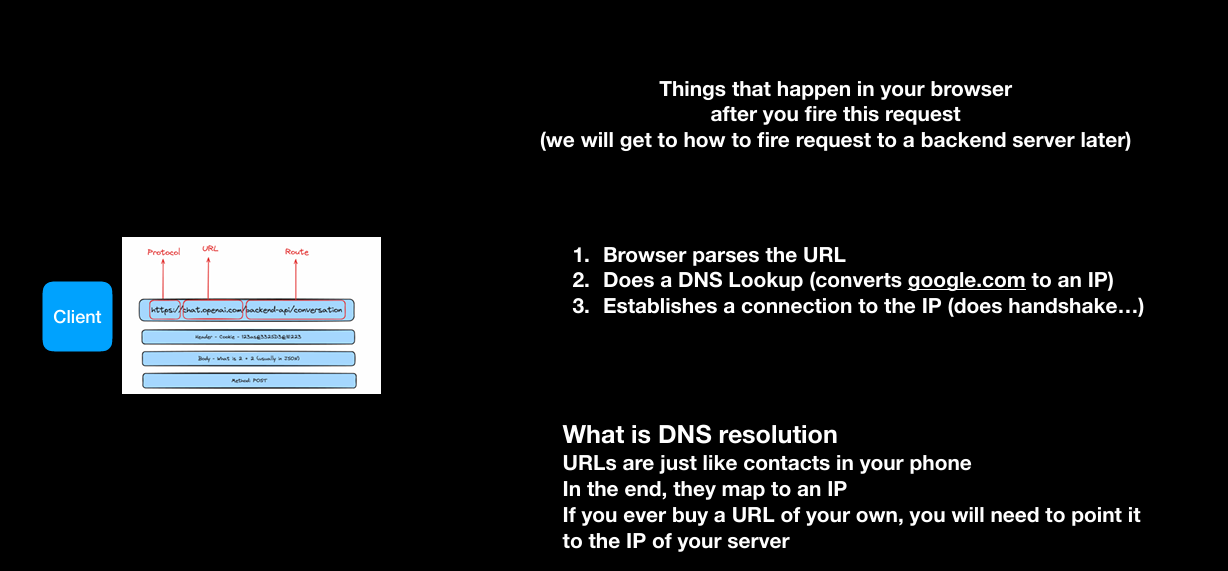 Things that happen in your browser
after you fire this request
(we will get to how to fire request to a backend server later)
Client
Protocol
URL
Route
https://chat.openai.com/backend-api/conversation
Body - What is 2 + 2 (usually in JSON)
Method: POST
1. Browser parses the URL
2. Does a DNS Lookup (converts google.com to an IP)
3. Establishes a connection to the IP (does handshake…)
What is DNS resolution
URLs are just like contacts in your phone
In the end, they map to an IP
If you ever buy a URL of your own, you will need to point it
to the IP of your server